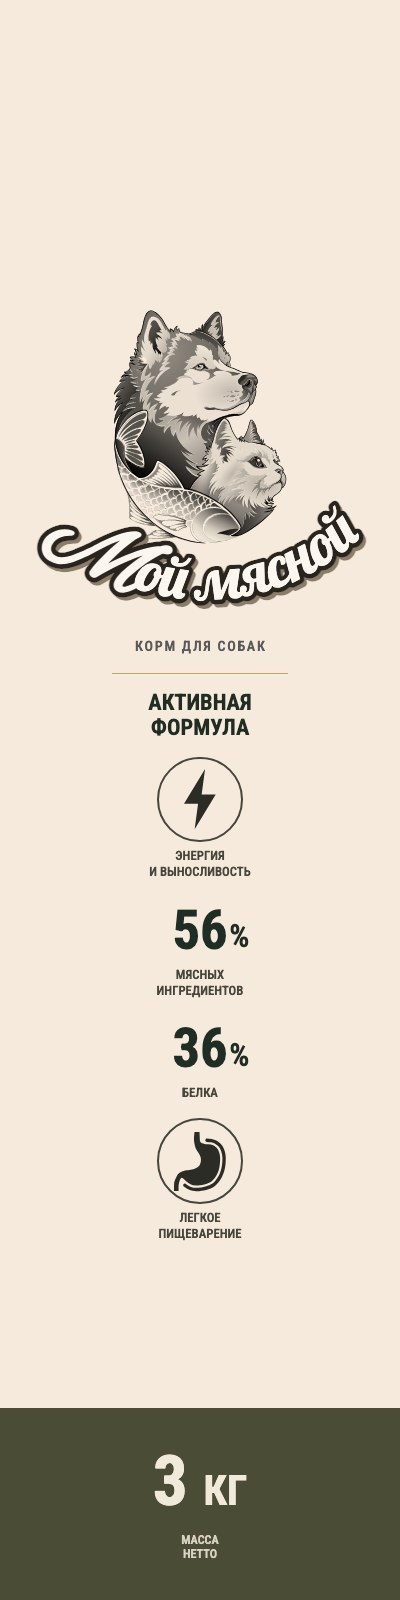 Мой мясной
КОРМ ДЛЯ СОБАК
АКТИВНАЯ
ФОРМУЛА
ЭНЕРГИЯ
И ВЫНОСЛИВОСТЬ
56%
МЯСНЫХ
ИНГРЕДИЕНТОВ
36%
БЕЛКА
ЛЕГКОЕ
ПИЩЕВАРЕНИЕ
3 кг
МАССА
НЕТТО